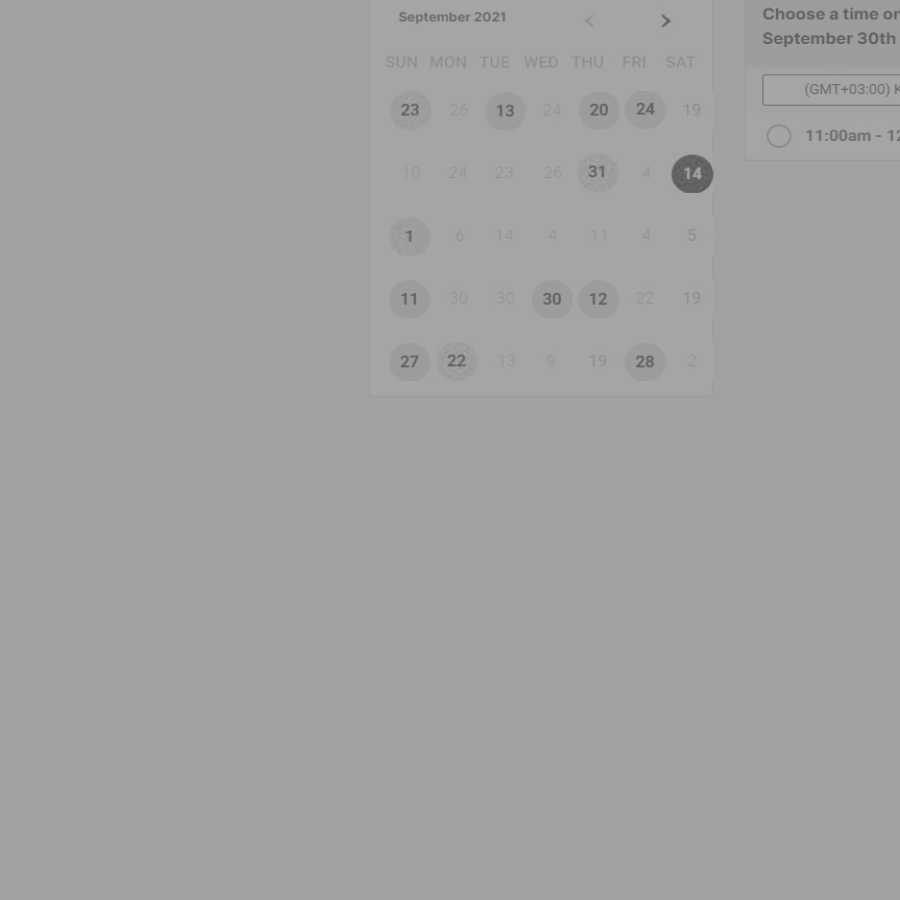 September 2021
Choose a time on
September 30th
SUN MON TUE WED THU FRI SAT
(GMT+03:00) K
23 26 13 24 20 24 19
11:00am - 12
10 24 23 26 31 4 14
1 6 14 4 11 4 5
11 30 30 30 12 22 19
27 22 13 9 19 28 2